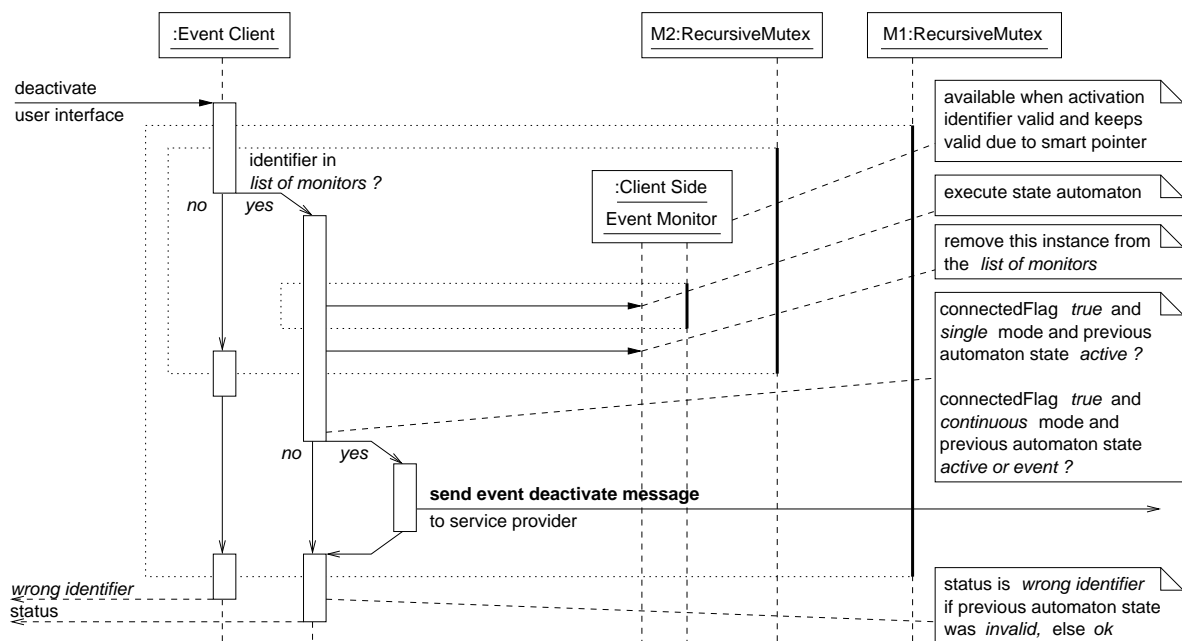 :Event Client
M2:RecursiveMutex
M1:RecursiveMutex
deactivate
user interface
available when activation
identifier valid and keeps
valid due to smart pointer
identifier in
list of monitors ?
no
yes
:Client Side
Event Monitor
execute state automaton
remove this instance from
the list of monitors
connectedFlag true and
single mode and previous
automaton state active ?
connectedFlag true and
continuous mode and
previous automaton state
active or event ?
no
yes
send event deactivate message
to service provider
wrong identifier
status
status is wrong identifier
if previous automaton state
was invalid, else ok